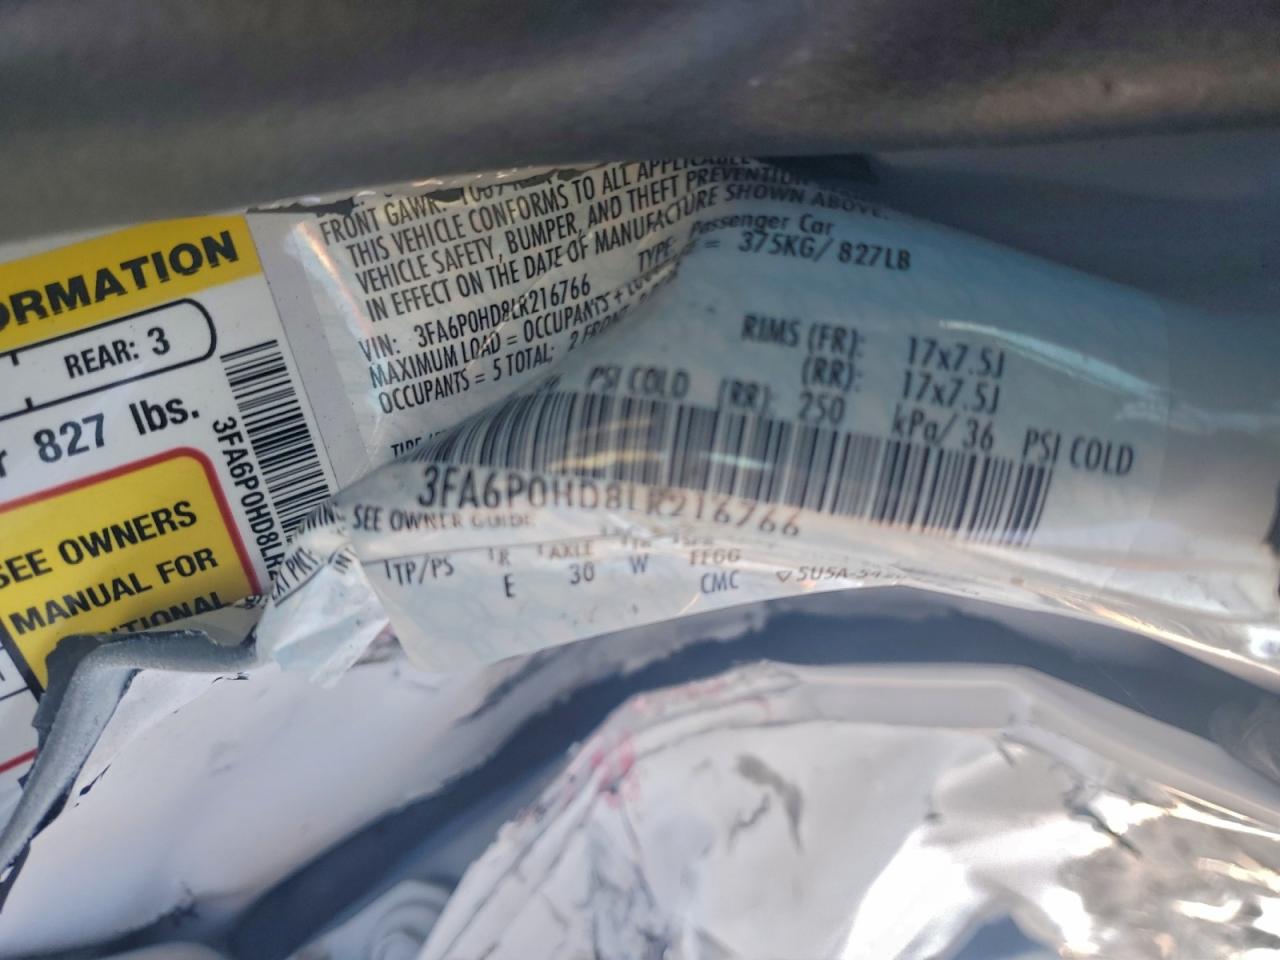 ORMATION
REAR: 3
827 lbs.
3FA6P0HD8LR
SEE OWNERS
MANUAL FOR
FRONT GAWR:
THIS VEHICLE CONFORMS TO ALL APPLICABLE
VEHICLE SAFETY, BUMPER, AND THEFT PREVENTION
IN EFFECT ON THE DATE OF MANUFACTURE SHOWN ABOVE.
VIN: 3FA6P0HD8LR216766
TYPE: Passenger Car
MAXIMUM LOAD = OCCUPANTS + = 375KG/ 827LB
OCCUPANTS = 5 TOTAL; 2 FRONT
RIMS (FR): 17x7.5J
(RR): 17x7.5J
PSI COLD (RR): 250 kPa/ 36 PSI COLD
3FA6P0HD8LR216766
SEE OWNER GUIDE
TP/PS R AXLE
E 30 W CMC